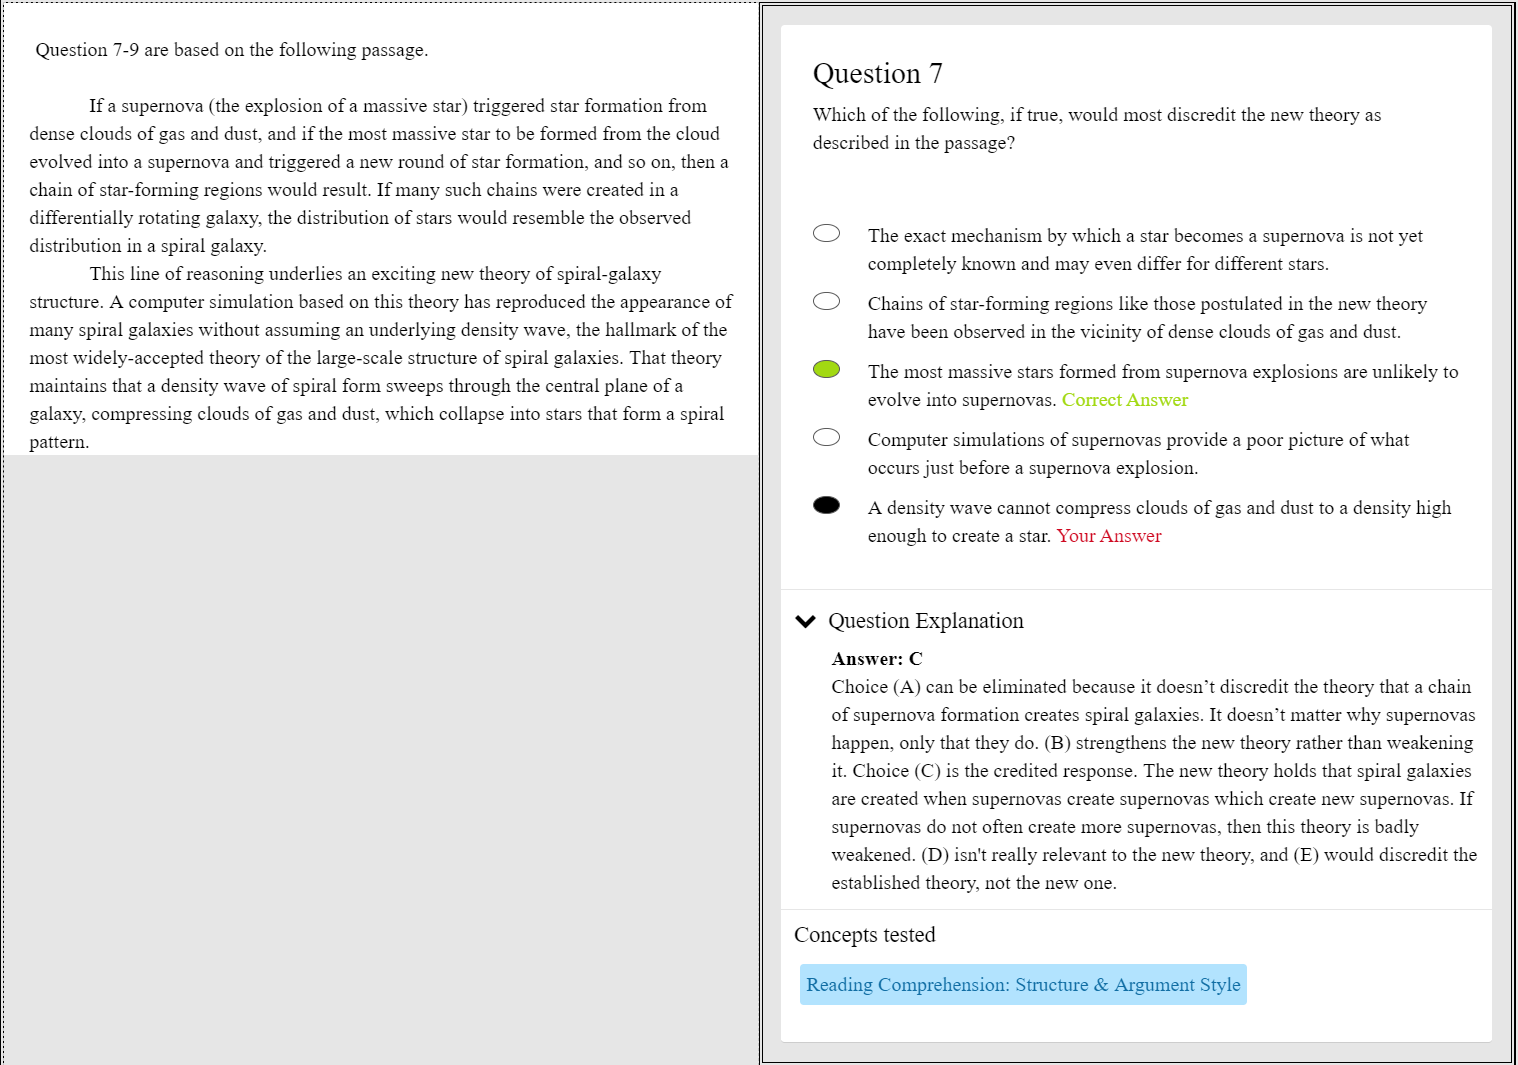 Question 7-9 are based on the following passage.
If a supernova (the explosion of a massive star) triggered star formation from
dense clouds of gas and dust, and if the most massive star to be formed from the cloud
evolved into a supernova and triggered a new round of star formation, and so on, then a
chain of star-forming regions would result. If many such chains were created in a
differentially rotating galaxy, the distribution of stars would resemble the observed
distribution in a spiral galaxy.
This line of reasoning underlies an exciting new theory of spiral-galaxy
structure. A computer simulation based on this theory has reproduced the appearance of
many spiral galaxies without assuming an underlying density wave, the hallmark of the
most widely-accepted theory of the large-scale structure of spiral galaxies. That theory
maintains that a density wave of spiral form sweeps through the central plane of a
galaxy, compressing clouds of gas and dust, which collapse into stars that form a spiral
pattern.
Question 7
Which of the following, if true, would most discredit the new theory as
described in the passage?
The exact mechanism by which a star becomes a supernova is not yet
completely known and may even differ for different stars.
Chains of star-forming regions like those postulated in the new theory
have been observed in the vicinity of dense clouds of gas and dust.
The most massive stars formed from supernova explosions are unlikely to
evolve into supernovas. Correct Answer
Computer simulations of supernovas provide a poor picture of what
occurs just before a supernova explosion.
A density wave cannot compress clouds of gas and dust to a density high
enough to create a star. Your Answer
Question Explanation
Answer: C
Choice (A) can be eliminated because it doesn’t discredit the theory that a chain
of supernova formation creates spiral galaxies. It doesn’t matter why supernovas
happen, only that they do. (B) strengthens the new theory rather than weakening
it. Choice (C) is the credited response. The new theory holds that spiral galaxies
are created when supernovas create supernovas which create new supernovas. If
supernovas do not often create more supernovas, then this theory is badly
weakened. (D) isn't really relevant to the new theory, and (E) would discredit the
established theory, not the new one.
Concepts tested
Reading Comprehension: Structure & Argument Style